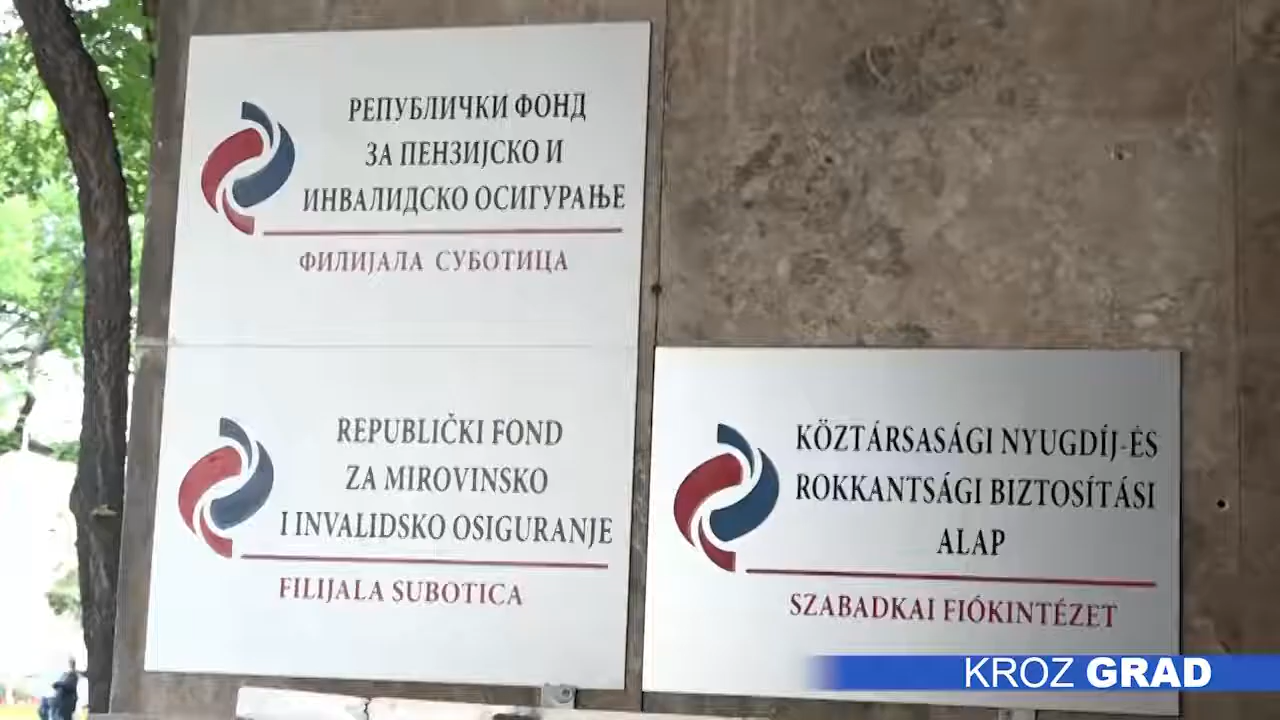 РЕПУБЛИЧКИ ФОНД
ЗА ПЕНЗИЈСКО И
ИНВАЛИДСКО ОСИГУРАЊЕ
ФИЛИЈАЛА СУБОТИЦА
REPUBLIČKI FOND
ZA MIROVINSKO
I INVALIDSKO OSIGURANJE
FILIJALA SUBOTICA
KÖZTÁRSASÁGI NYUGDÍJ-ÉS
ROKKANTSÁGI BIZTOSÍTÁSI
ALAP
SZABADKAI FIÓKINTÉZET
KROZ GRAD